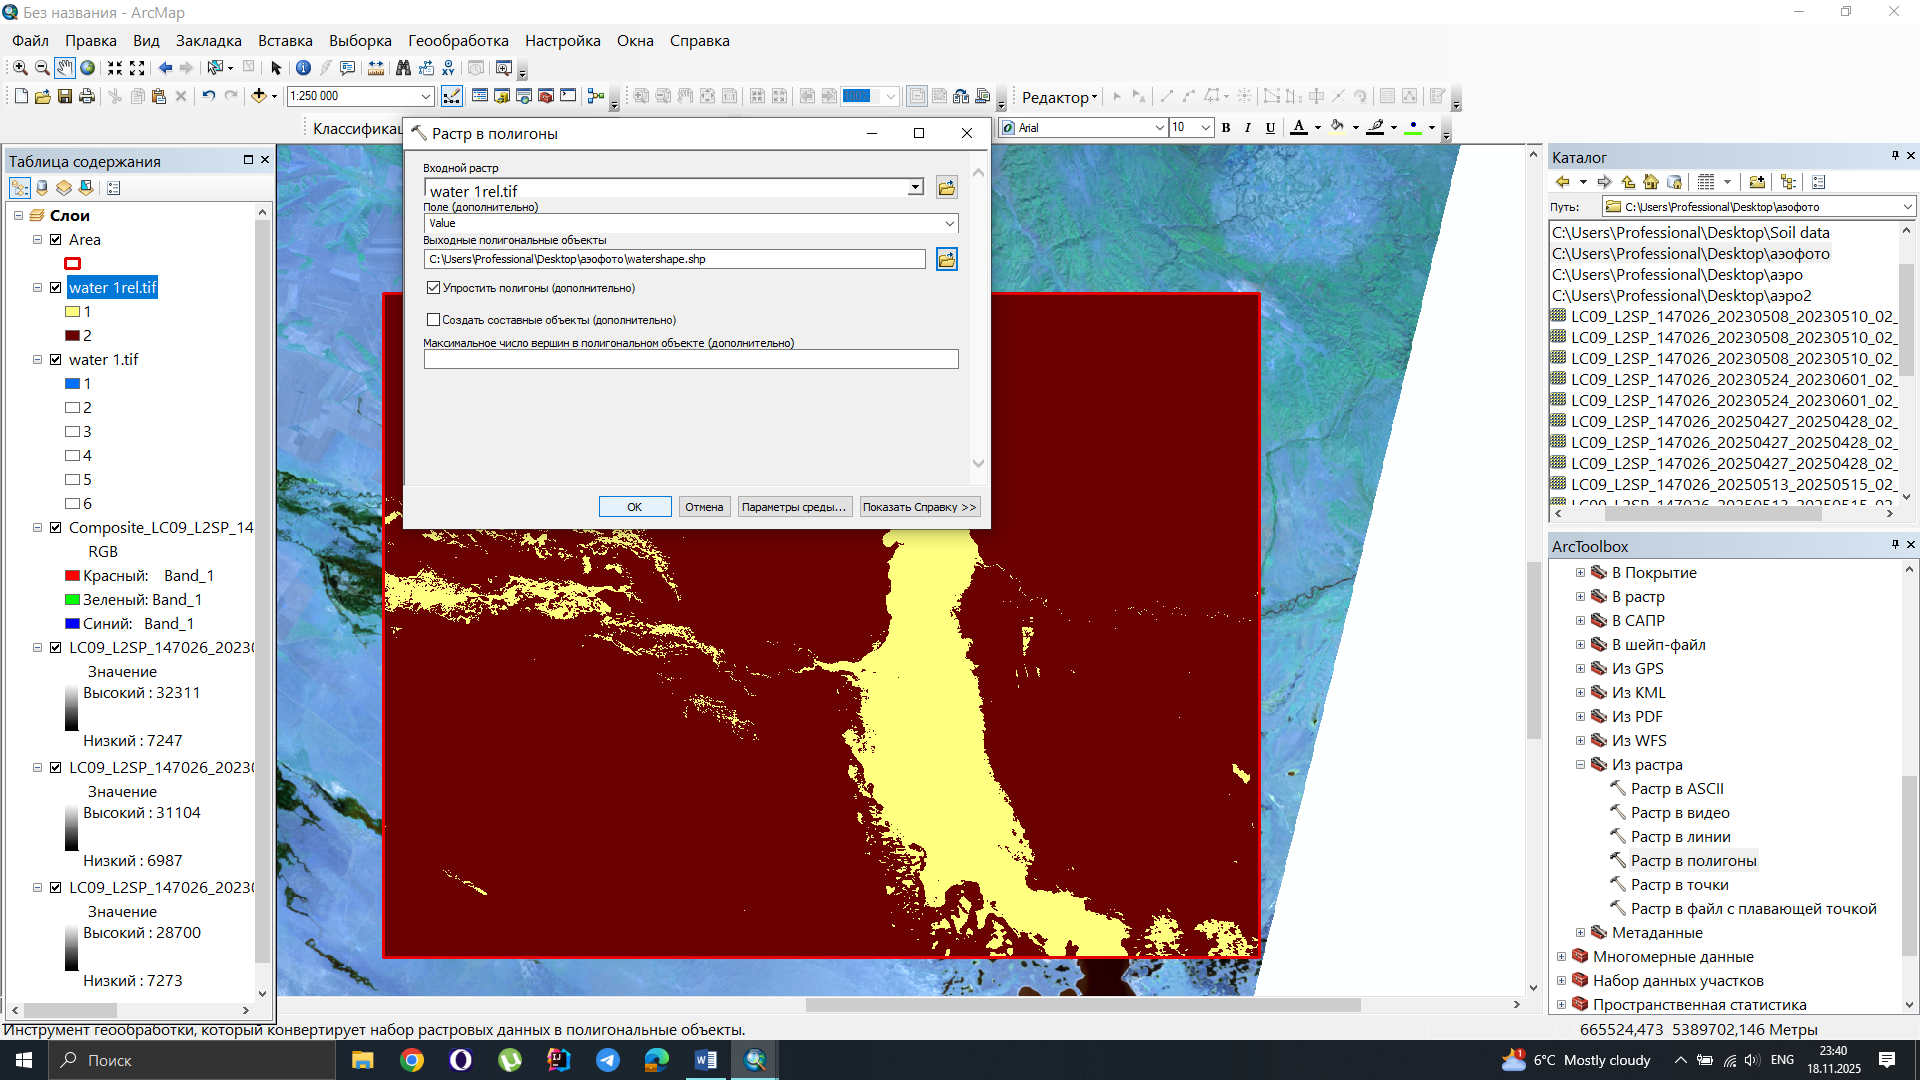 Без названия - ArcMap
Файл Правка Вид Закладка Вставка Выборка Геообработка Настройка Окна Справка
1:250 000
100%
Редактор
Классификац
Arial
10
B I U
A
Таблица содержания
Слои
Area
water 1rel.tif
1
2
water 1.tif
1
2
3
4
5
6
Composite_LC09_L2SP_14
RGB
Красный: Band_1
Зеленый: Band_1
Синий: Band_1
LC09_L2SP_147026_2023
Значение
Высокий : 32311
Низкий : 7247
LC09_L2SP_147026_2023
Значение
Высокий : 31104
Низкий : 6987
LC09_L2SP_147026_2023
Значение
Высокий : 28700
Низкий : 7273
Растр в полигоны
Входной растр
water 1rel.tif
Поле (дополнительно)
Value
Выходные полигональные объекты
C:\Users\Professional\Desktop\аэофото\watershape.shp
Упростить полигоны (дополнительно)
Создать составные объекты (дополнительно)
Максимальное число вершин в полигональном объекте (дополнительно)
OK
Отмена
Параметры среды...
Показать Справку >>
Каталог
Путь:
C:\Users\Professional\Desktop\аэофото
C:\Users\Professional\Desktop\Soil data
C:\Users\Professional\Desktop\аэофото
C:\Users\Professional\Desktop\аэро
C:\Users\Professional\Desktop\аэро2
LC09_L2SP_147026_20230508_20230510_02_
LC09_L2SP_147026_20230508_20230510_02_
LC09_L2SP_147026_20230508_20230510_02_
LC09_L2SP_147026_20230524_20230601_02_
LC09_L2SP_147026_20230524_20230601_02_
LC09_L2SP_147026_20250427_20250428_02_
LC09_L2SP_147026_20250427_20250428_02_
LC09_L2SP_147026_20250427_20250428_02_
LC09_L2SP_147026_20250513_20250515_02_
ArcToolbox
В Покрытие
В растр
В САПР
В шейп-файл
Из GPS
Из KML
Из PDF
Из WFS
Из растра
Растр в ASCII
Растр в видео
Растр в линии
Растр в полигоны
Растр в точки
Растр в файл с плавающей точкой
Метаданные
Многомерные данные
Набор данных участков
Пространственная статистика
Инструмент геообработки, который конвертирует набор растровых данных в полигональные объекты.
665524,473 5389702,146 Метры
Поиск
1
6°C Mostly cloudy
ENG
23:40
18.11.2025